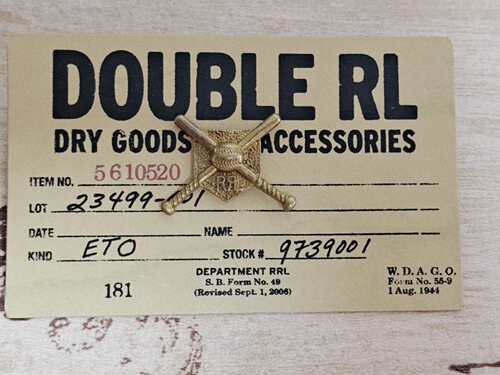 DOUBLE RL
DRY GOODS ACCESSORIES
ITEM NO. 5610520
LOT 23499-01
DATE NAME
KIND ETO STOCK # 9739001
181
DEPARTMENT RRL
S. B. Form No. 49
(Revised Sept. 1, 2006)
W. D. A. G. O.
Form No. 55-9
1 Aug. 1944